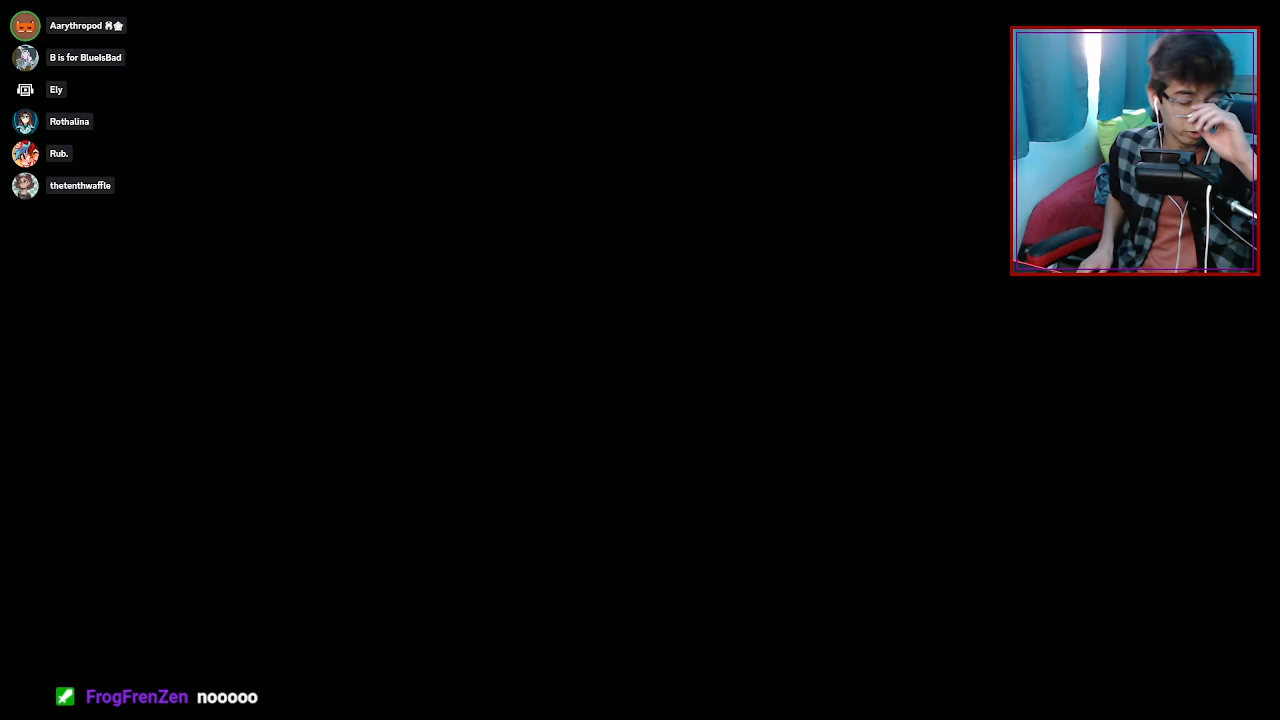 Aarythropod
B is for BlueIsBad
Ely
Rothalina
Rub.
thetenthwaffle
FrogFrenZen nooooo